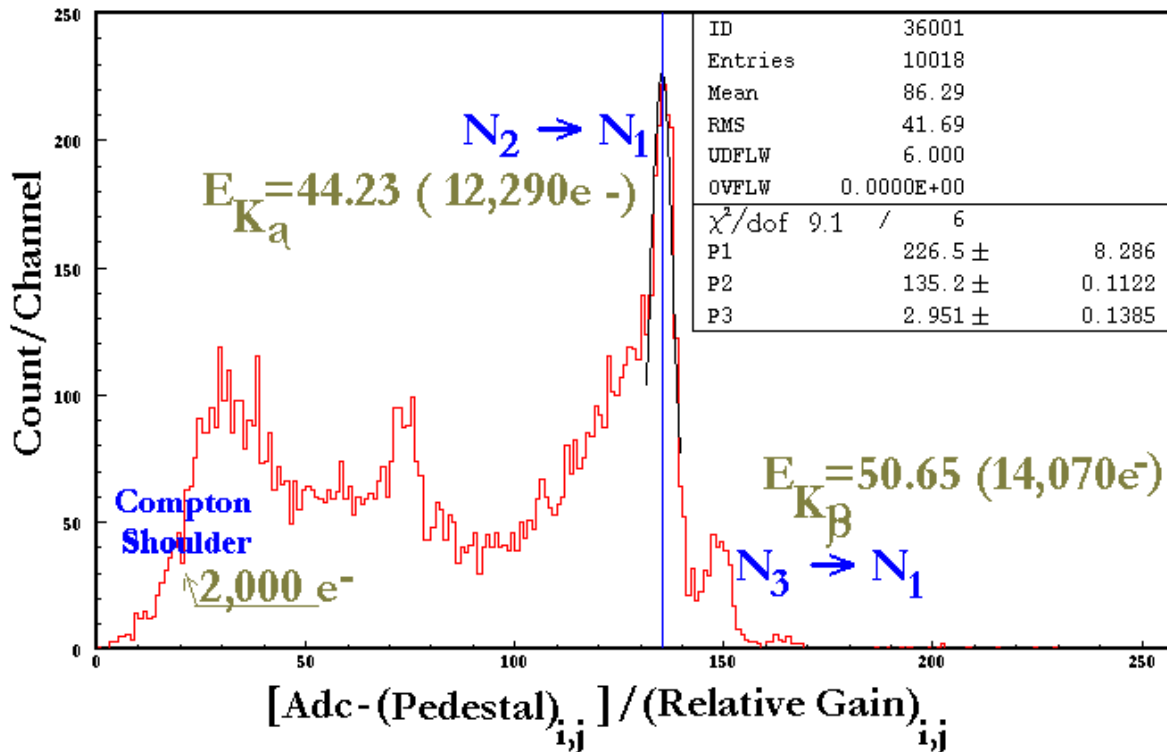 250
200
150
100
50
0
Count/Channel
ID 36001
Entries 10018
Mean 86.29
RMS 41.69
UDFLW 6.000
OVFLW 0.0000E+00
χ²/dof 9.1 / 6
P1 226.5 ± 8.286
P2 135.2 ± 0.1122
P3 2.951 ± 0.1385
N₂ → N₁
E_Kα=44.23 ( 12,290e -)
E_Kβ=50.65 (14,070e⁻)
N₃ → N₁
Compton
Shoulder
2,000 e⁻
0 50 100 150 200 250
[Adc-(Pedestal)i,j]/(Relative Gain)i,j